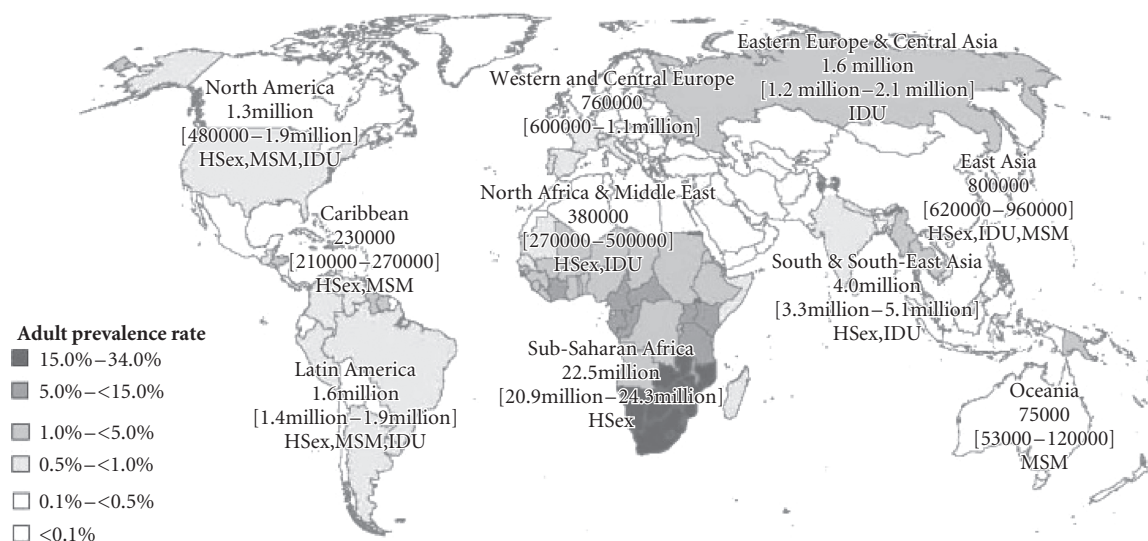 Eastern Europe & Central Asia
1.6 million
[1.2 million–2.1 million]
IDU
Western and Central Europe
760000
[600000–1.1million]
North America
1.3million
[480000–1.9million]
HSex,MSM,IDU
East Asia
800000
[620000–960000]
HSex,IDU,MSM
North Africa & Middle East
380000
[270000–500000]
HSex,IDU
Caribbean
230000
[210000–270000]
HSex,MSM
South & South-East Asia
4.0million
[3.3million–5.1million]
HSex,IDU
Sub-Saharan Africa
22.5million
[20.9million–24.3million]
HSex
Latin America
1.6million
[1.4million–1.9million]
HSex,MSM,IDU
Oceania
75000
[53000–120000]
MSM
Adult prevalence rate
15.0%–34.0%
5.0%–<15.0%
1.0%–<5.0%
0.5%–<1.0%
0.1%–<0.5%
<0.1%